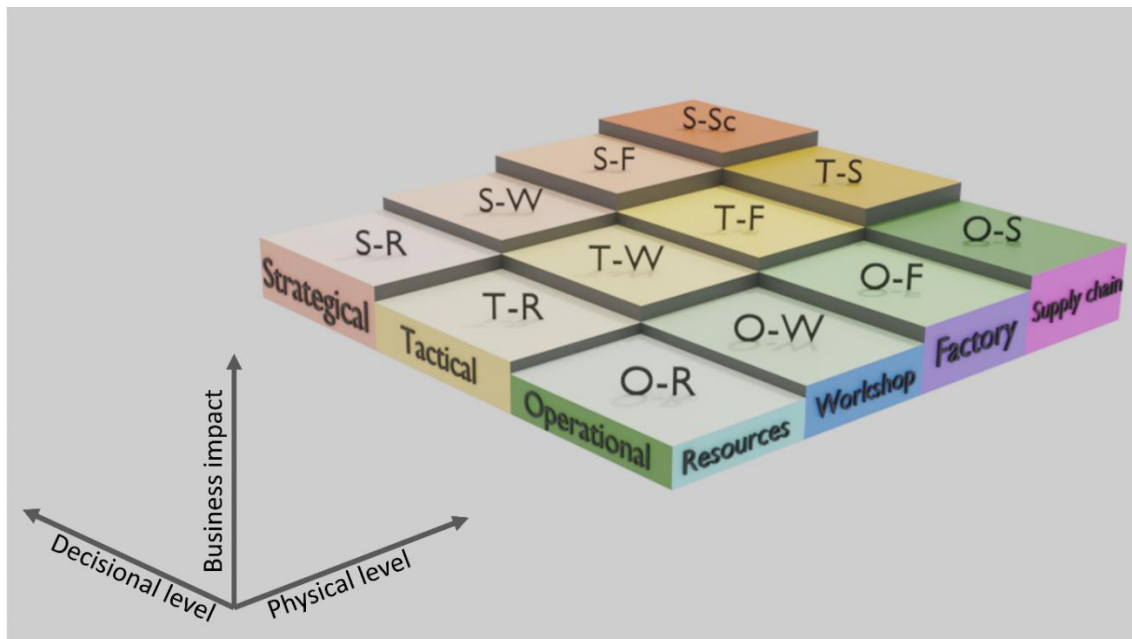 S-Sc
S-F
T-S
S-W
T-F
O-S
S-R
T-W
O-F
T-R
O-W
O-R
Strategical
Tactical
Operational
Resources
Workshop
Factory
Supply chain
Business impact
Decisional level
Physical level